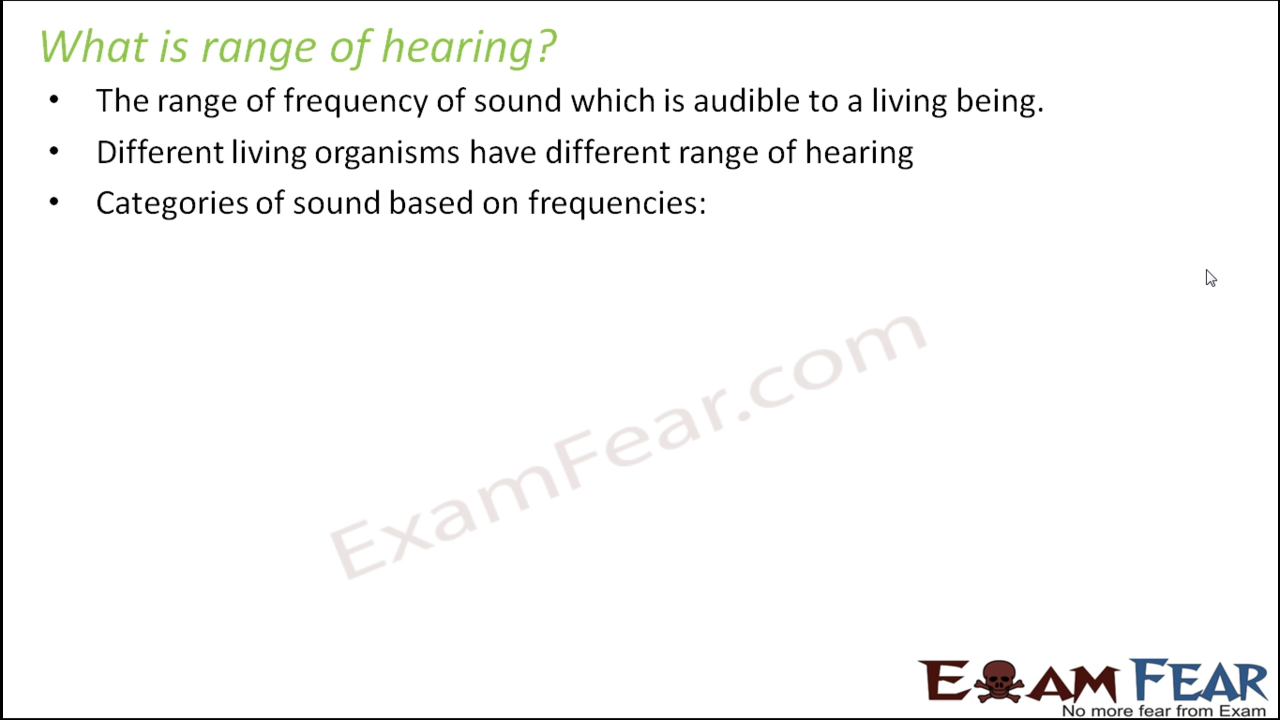 What is range of hearing?
• The range of frequency of sound which is audible to a living being.
• Different living organisms have different range of hearing
• Categories of sound based on frequencies:
ExamFear.com
EXAM FEAR
No more fear from Exam